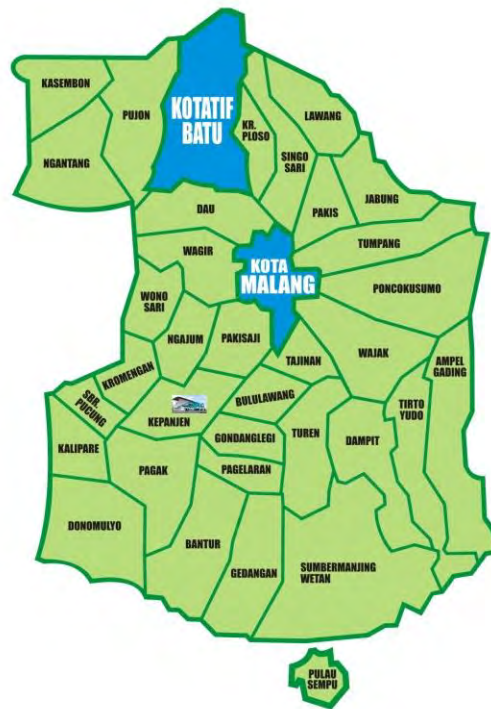 KASEMBON
PUJON
KOTATIF
BATU
KR.
PLOSO
LAWANG
NGANTANG
SINGO
SARI
DAU
PAKIS
JABUNG
WAGIR
TUMPANG
KOTA
MALANG
WONO
SARI
PONCOKUSUMO
NGAJUM
PAKISAJI
TAJINAN
WAJAK
AMPEL
GADING
KROMENGAN
SBR.
PUCUNG
KEPANJEN
BULULAWANG
TIRTO
YUDO
KALIPARE
PAGAK
GONDANGLEGI
TUREN
DAMPIT
PAGELARAN
DONOMULYO
BANTUR
GEDANGAN
SUMBERMANJING
WETAN
PULAU
SEMPU